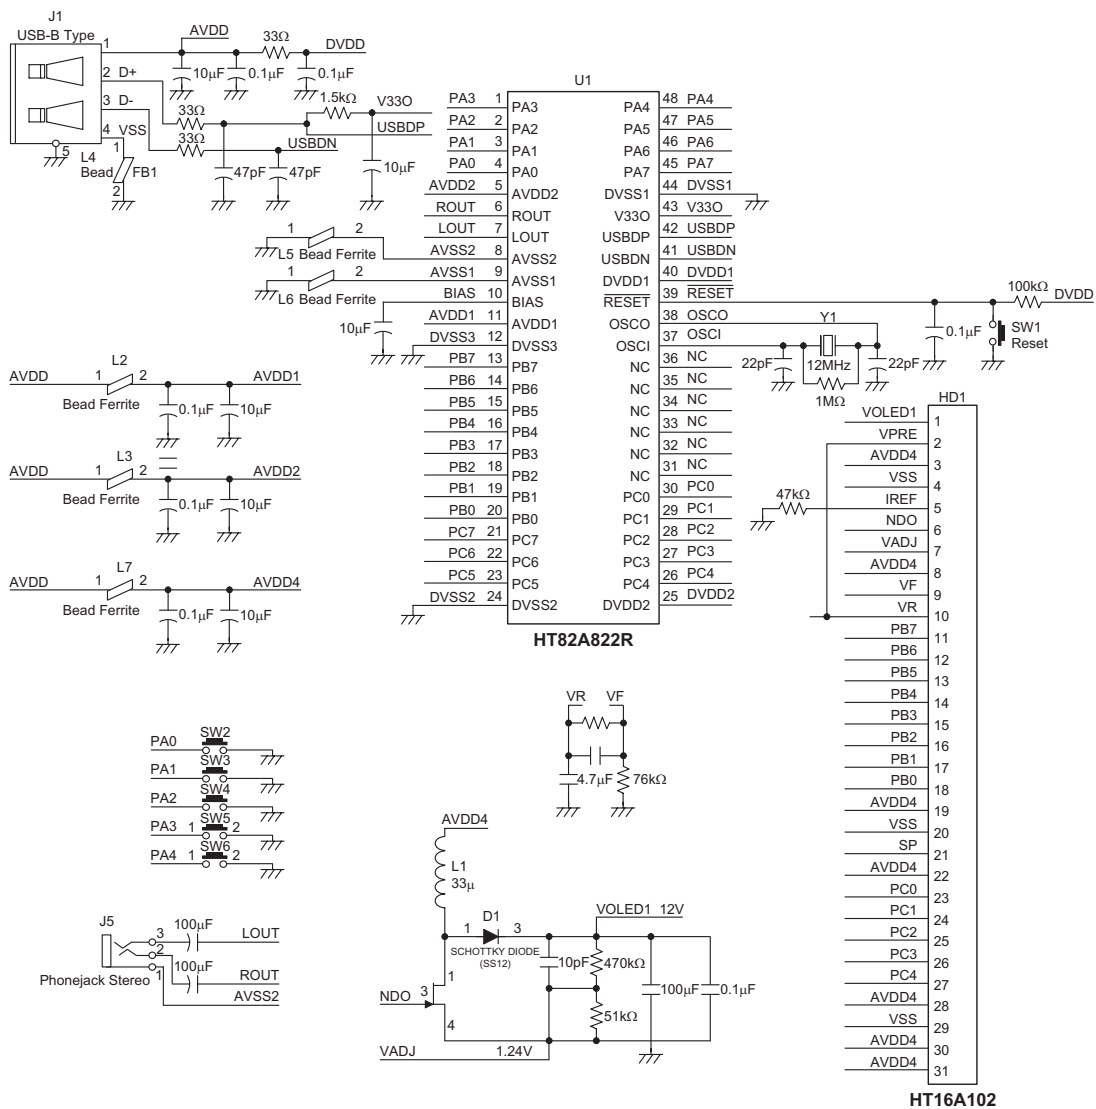 J1
USB-B Type
1
2 D+
3 D-
4 VSS
5
AVDD
33Ω
DVDD
10μF
0.1μF
0.1μF
1.5kΩ
V33O
33Ω
USBDP
33Ω
USBDN
L4
Bead
1
FB1
2
47pF
47pF
10μF
U1
PA3 1 PA3
PA2 2 PA2
PA1 3 PA1
PA0 4 PA0
AVDD2 5 AVDD2
ROUT 6 ROUT
LOUT 7 LOUT
AVSS2 8 AVSS2
AVSS1 9 AVSS1
BIAS 10 BIAS
AVDD1 11 AVDD1
DVSS3 12 DVSS3
PB7 13 PB7
PB6 14 PB6
PB5 15 PB5
PB4 16 PB4
PB3 17 PB3
PB2 18 PB2
PB1 19 PB1
PB0 20 PB0
PC7 21 PC7
PC6 22 PC6
PC5 23 PC5
DVSS2 24 DVSS2
PA4 48 PA4
PA5 47 PA5
PA6 46 PA6
PA7 45 PA7
DVSS1 44 DVSS1
V33O 43 V33O
USBDP 42 USBDP
USBDN 41 USBDN
DVDD1 40 DVDD1
RESET 39 RESET
OSCO 38 OSCO
OSCI 37 OSCI
NC 36 NC
NC 35 NC
NC 34 NC
NC 33 NC
NC 32 NC
NC 31 NC
PC0 30 PC0
PC1 29 PC1
PC2 28 PC2
PC3 27 PC3
PC4 26 PC4
DVDD2 25 DVDD2
HT82A822R
1 2
L5 Bead Ferrite
1 2
L6 Bead Ferrite
10μF
100kΩ
DVDD
0.1μF
SW1
Reset
Y1
22pF
12MHz
22pF
1MΩ
AVDD 1 L2 2 AVDD1
Bead Ferrite
0.1μF
10μF
AVDD 1 L3 2 AVDD2
Bead Ferrite
0.1μF
10μF
AVDD 1 L7 2 AVDD4
Bead Ferrite
0.1μF
10μF
HD1
VOLED1 1
VPRE 2
AVDD4 3
VSS 4
47kΩ
IREF 5
NDO 6
VADJ 7
AVDD4 8
VF 9
VR 10
PB7 11
PB6 12
PB5 13
PB4 14
PB3 15
PB2 16
PB1 17
PB0 18
AVDD4 19
VSS 20
SP 21
AVDD4 22
PC0 23
PC1 24
PC2 25
PC3 26
PC4 27
AVDD4 28
VSS 29
AVDD4 30
AVDD4 31
HT16A102
VR VF
4.7μF
76kΩ
SW2
PA0
SW3
PA1
SW4
PA2
SW5
PA3 1 2
SW6
PA4 1 2
J5
3
2
1
100μF
LOUT
100μF
ROUT
AVSS2
Phonejack Stereo
AVDD4
L1
33μ
1 D1 3
SCHOTTKY DIODE
(SS12)
VOLED1 12V
10pF
470kΩ
51kΩ
100μF
0.1μF
1
NDO 3
4
VADJ 1.24V